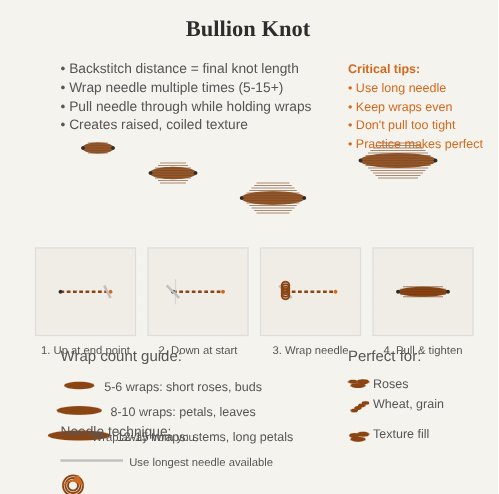 Bullion Knot
• Backstitch distance = final knot length
• Wrap needle multiple times (5-15+)
• Pull needle through while holding wraps
• Creates raised, coiled texture
Critical tips:
• Use long needle
• Keep wraps even
• Don't pull too tight
• Practice makes perfect
1. Up at end point
2. Down at start
3. Wrap needle
4. Pull & tighten
Wrap count guide:
5-6 wraps: short roses, buds
8-10 wraps: petals, leaves
12-15 wraps: stems, long petals
Perfect for:
Roses
Wheat, grain
Texture fill
Needle technique:
Use longest needle available